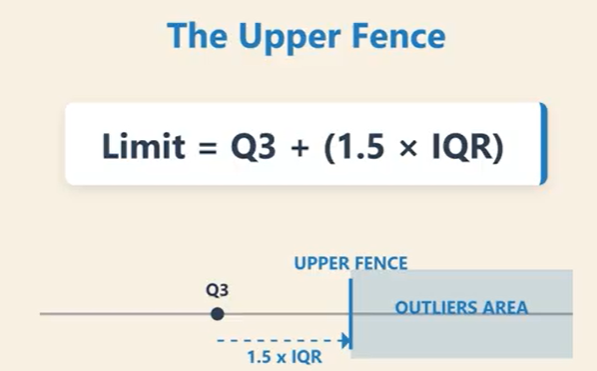 The Upper Fence
Limit = Q3 + (1.5 × IQR)
UPPER FENCE
Q3
OUTLIERS AREA
1.5 x IQR